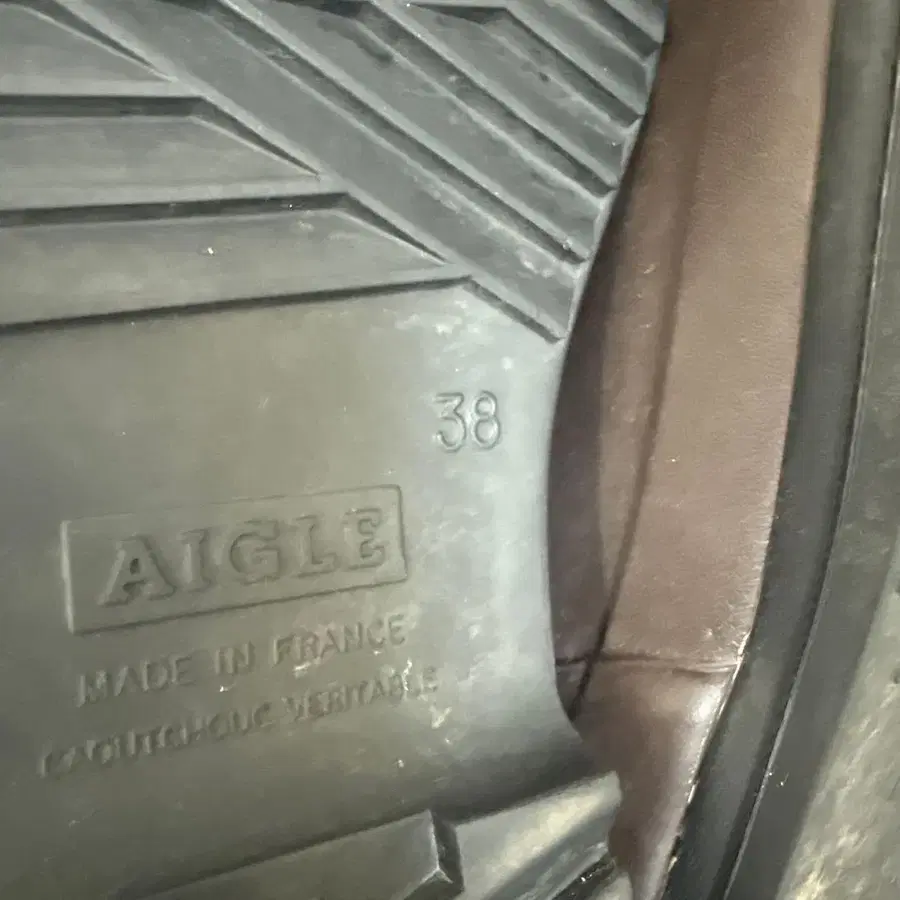 38
AIGLE
MADE IN FRANCE
CAOUTCHOUC VERITABLE